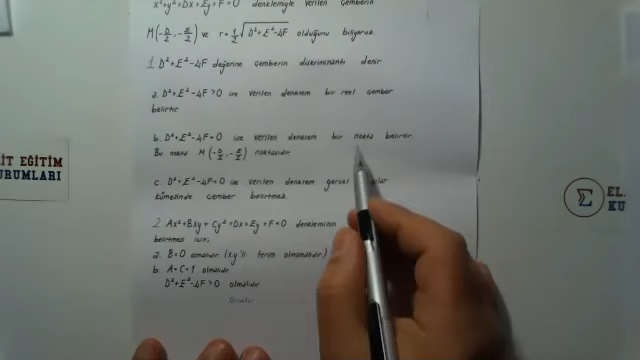 x²+y²+Dx+Ey+F=0 denklemiyle verilen çemberin
M(-D/2, -E/2) ve r=1/2√D²+E²-4F olduğunu biliyoruz
1. D²+E²-4F değerine çemberin diskriminantı denir
a. D²+E²-4F>0 ise verilen denklem bir reel çember
belirtir
b. D²+E²-4F=0 ise verilen denklem bir nokta belirtir.
Bu nokta M(-D/2, -E/2) noktasıdır
c. D²+E²-4F=0 ise verilen denklem gerçel
kümesinde çember belirtmez.
2. Ax²+Bxy+Cy²+Dx+Ey+F=0 denkleminin
belirtmesi için;
a. B=0 olmalıdır. (xy'li terim olmamalıdır.)
b. A=C=1 olmalıdır
D²+E²-4F>0 olmalıdır
İT EĞİTİM
URUMLARI
Σ EL.
KU